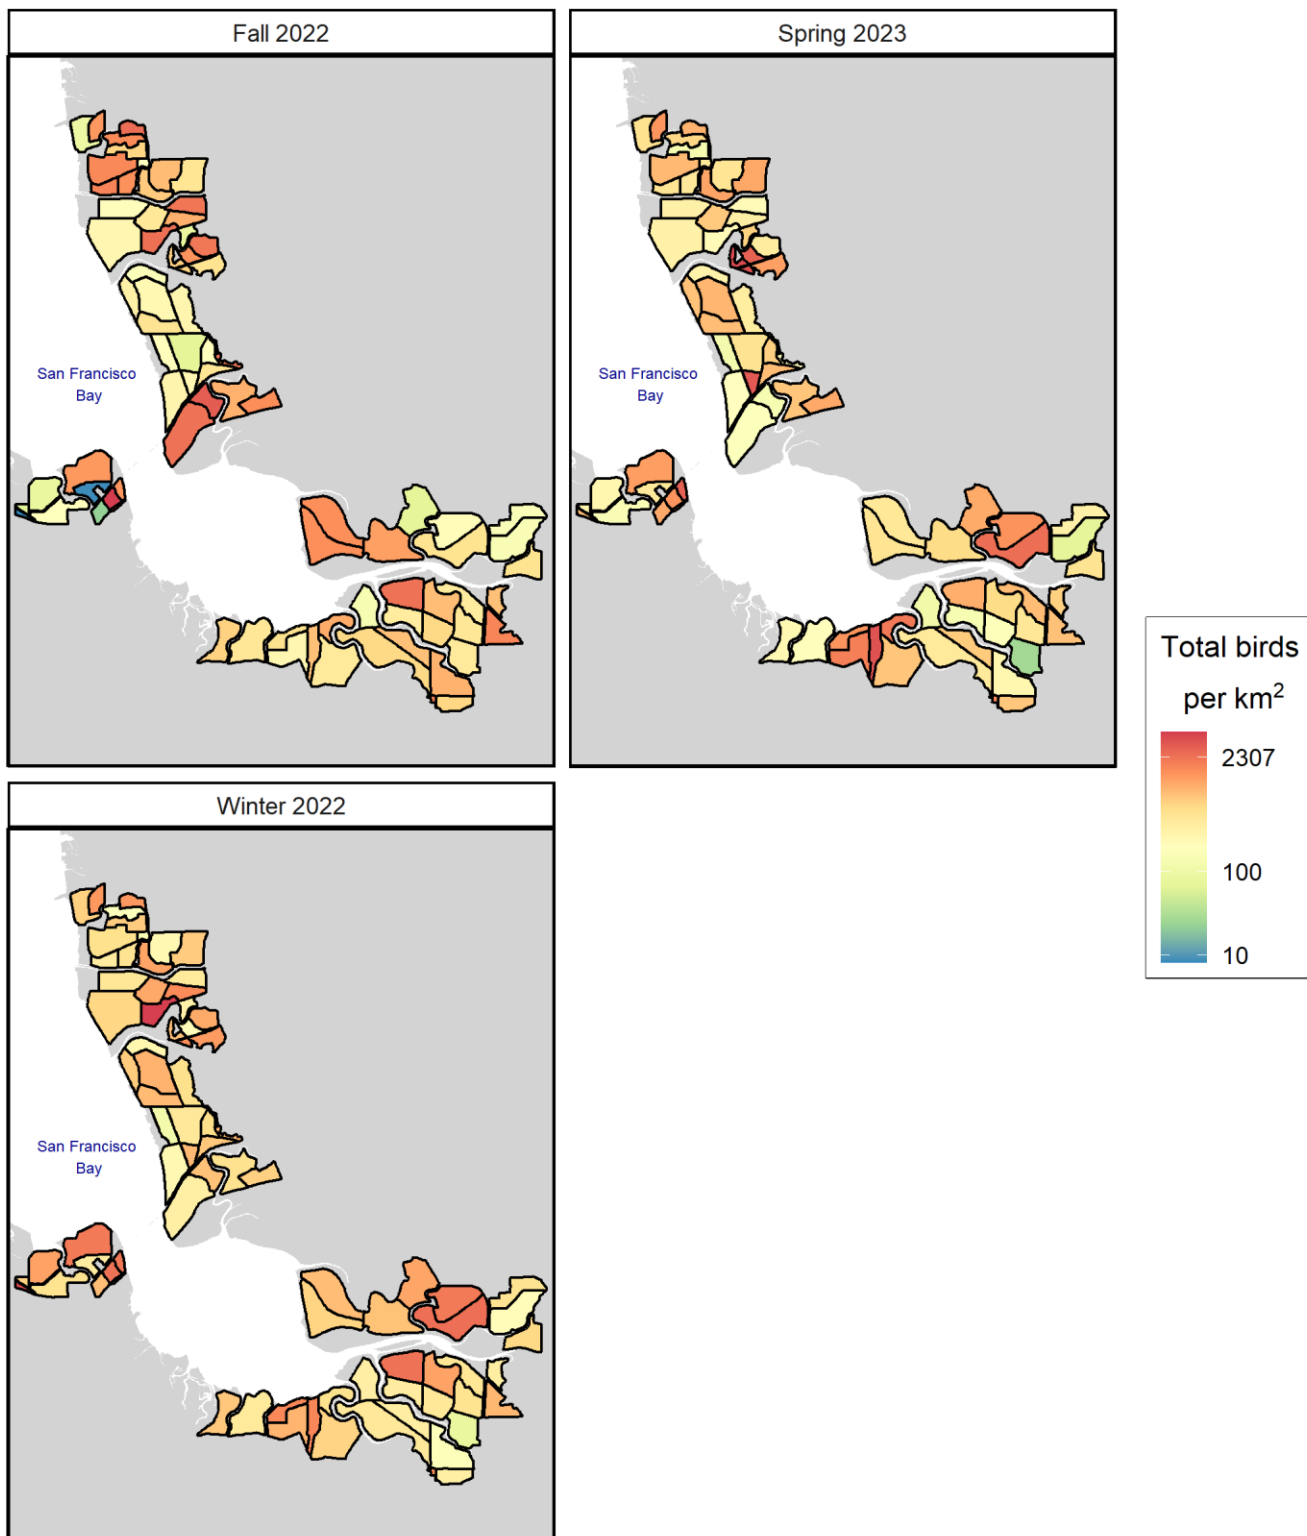 Fall 2022
Spring 2023
San Francisco
Bay
San Francisco
Bay
Winter 2022
San Francisco
Bay
Total birds
per km²
2307
100
10